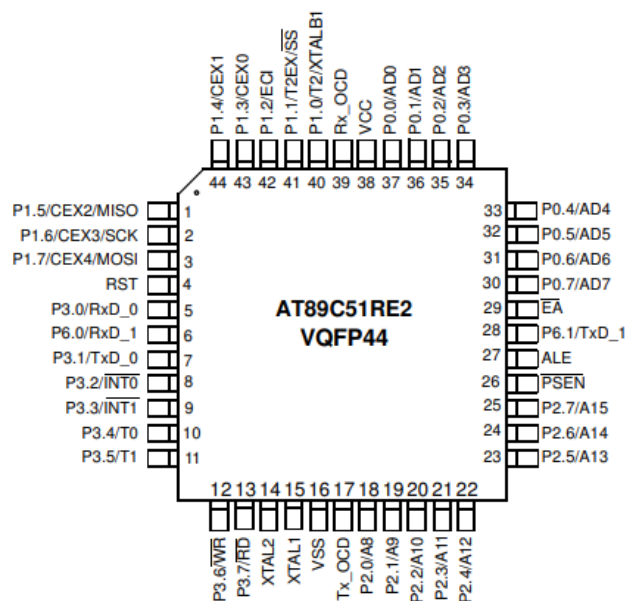 P1.4/CEX1
P1.3/CEX0
P1.2/ECI
P1.1/T2EX/SS
P1.0/T2/XTALB1
Rx_OCD
VCC
P0.0/AD0
P0.1/AD1
P0.2/AD2
P0.3/AD3
44 43 42 41 40 39 38 37 36 35 34
P1.5/CEX2/MISO 1
P1.6/CEX3/SCK 2
P1.7/CEX4/MOSI 3
RST 4
P3.0/RxD_0 5
P6.0/RxD_1 6
P3.1/TxD_0 7
P3.2/INT0 8
P3.3/INT1 9
P3.4/T0 10
P3.5/T1 11
AT89C51RE2
VQFP44
33 P0.4/AD4
32 P0.5/AD5
31 P0.6/AD6
30 P0.7/AD7
29 EA
28 P6.1/TxD_1
27 ALE
26 PSEN
25 P2.7/A15
24 P2.6/A14
23 P2.5/A13
12 13 14 15 16 17 18 19 20 21 22
P3.6/WR
P3.7/RD
XTAL2
XTAL1
VSS
Tx_OCD
P2.0/A8
P2.1/A9
P2.2/A10
P2.3/A11
P2.4/A12